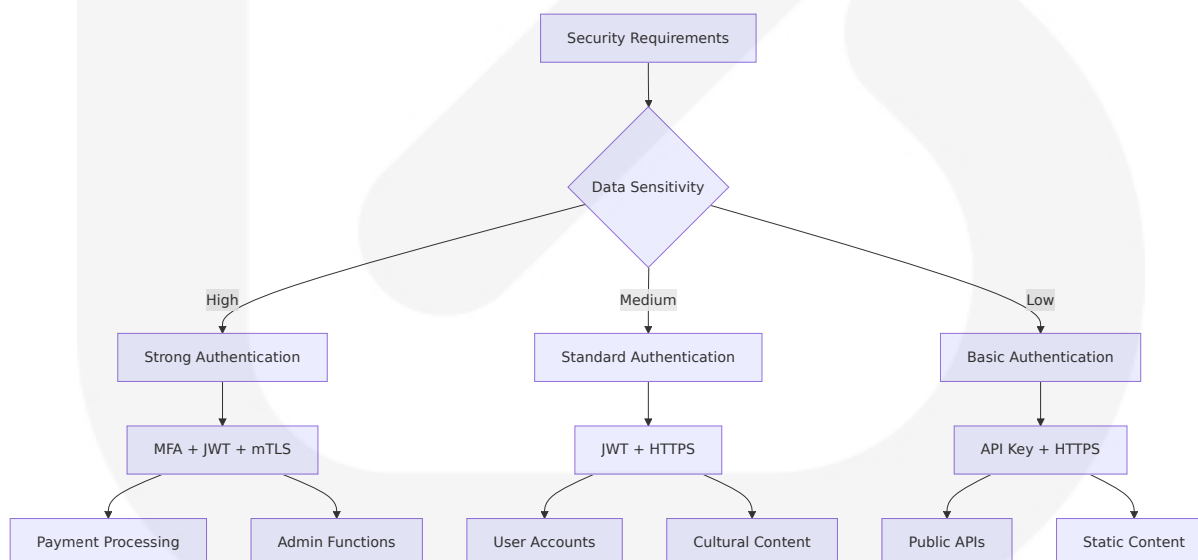 Security Requirements
Data Sensitivity
High
Medium
Low
Strong Authentication
Standard Authentication
Basic Authentication
MFA + JWT + mTLS
JWT + HTTPS
API Key + HTTPS
Payment Processing
Admin Functions
User Accounts
Cultural Content
Public APIs
Static Content